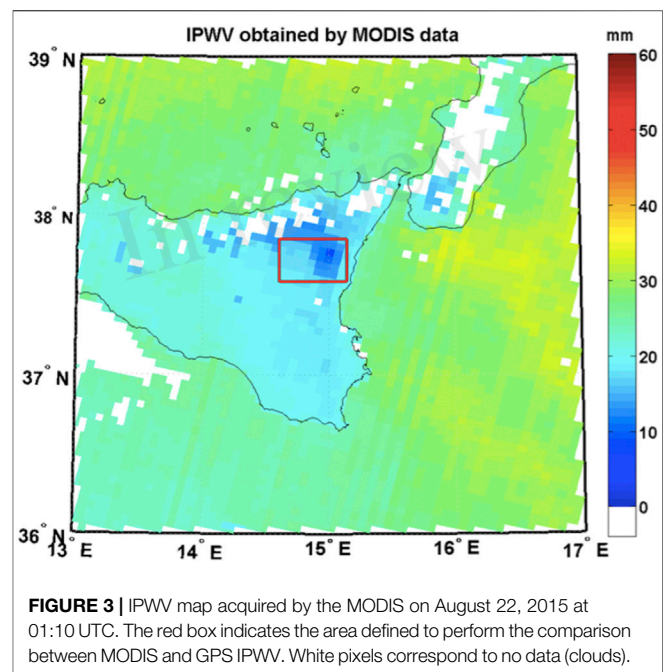 IPWV obtained by MODIS data
mm
39° N
38° N
37° N
36° N
13° E
14° E
15° E
16° E
17° E
60
50
40
30
20
10
0
In review
FIGURE 3 | IPWV map acquired by the MODIS on August 22, 2015 at
01:10 UTC. The red box indicates the area defined to perform the comparison
between MODIS and GPS IPWV. White pixels correspond to no data (clouds).